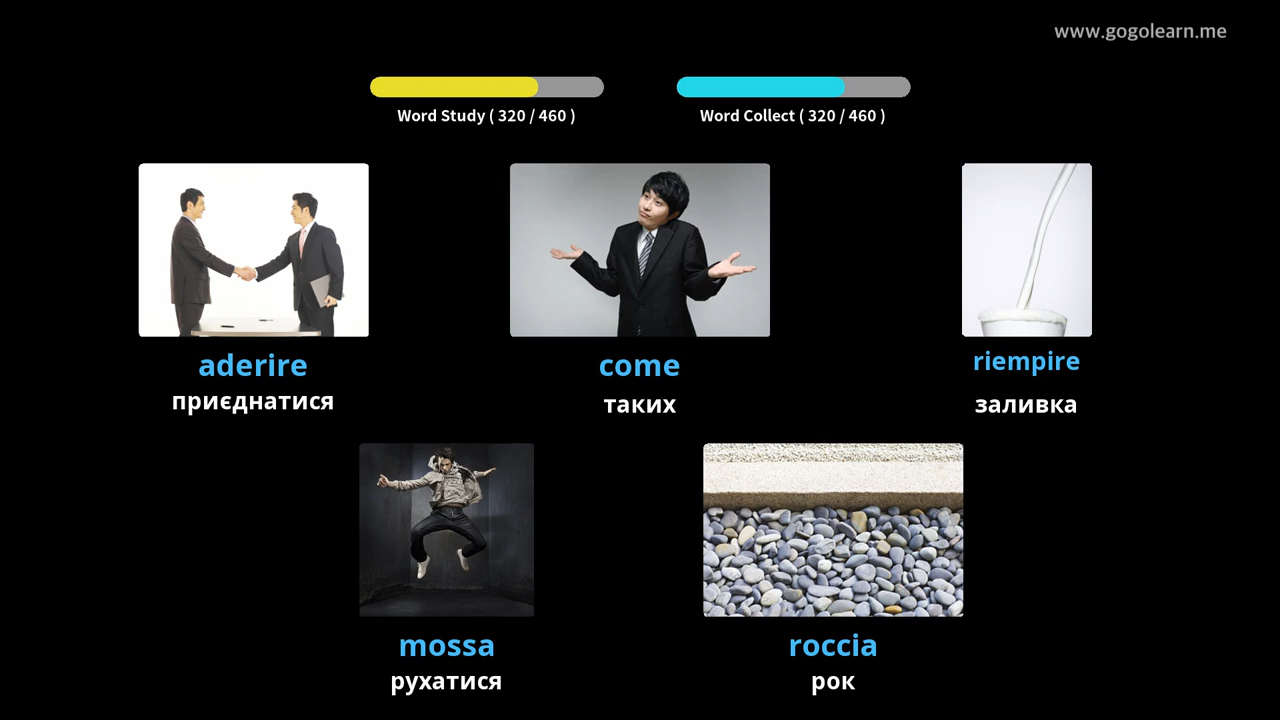 www.gogolearn.me
Word Study ( 320 / 460 )
Word Collect ( 320 / 460 )
aderire
приєднатися
come
таких
riempire
заливка
mossa
рухатися
roccia
рок